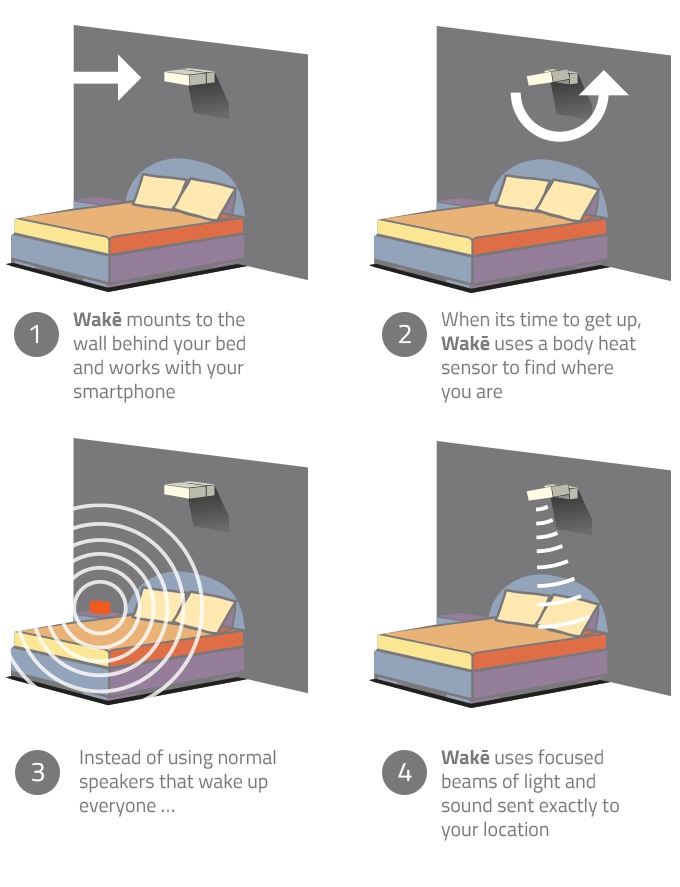 1
Wakē mounts to the
wall behind your bed
and works with your
smartphone
2
When its time to get up,
Wakē uses a body heat
sensor to find where
you are
3
Instead of using normal
speakers that wake up
everyone ...
4
Wakē uses focused
beams of light and
sound sent exactly to
your location